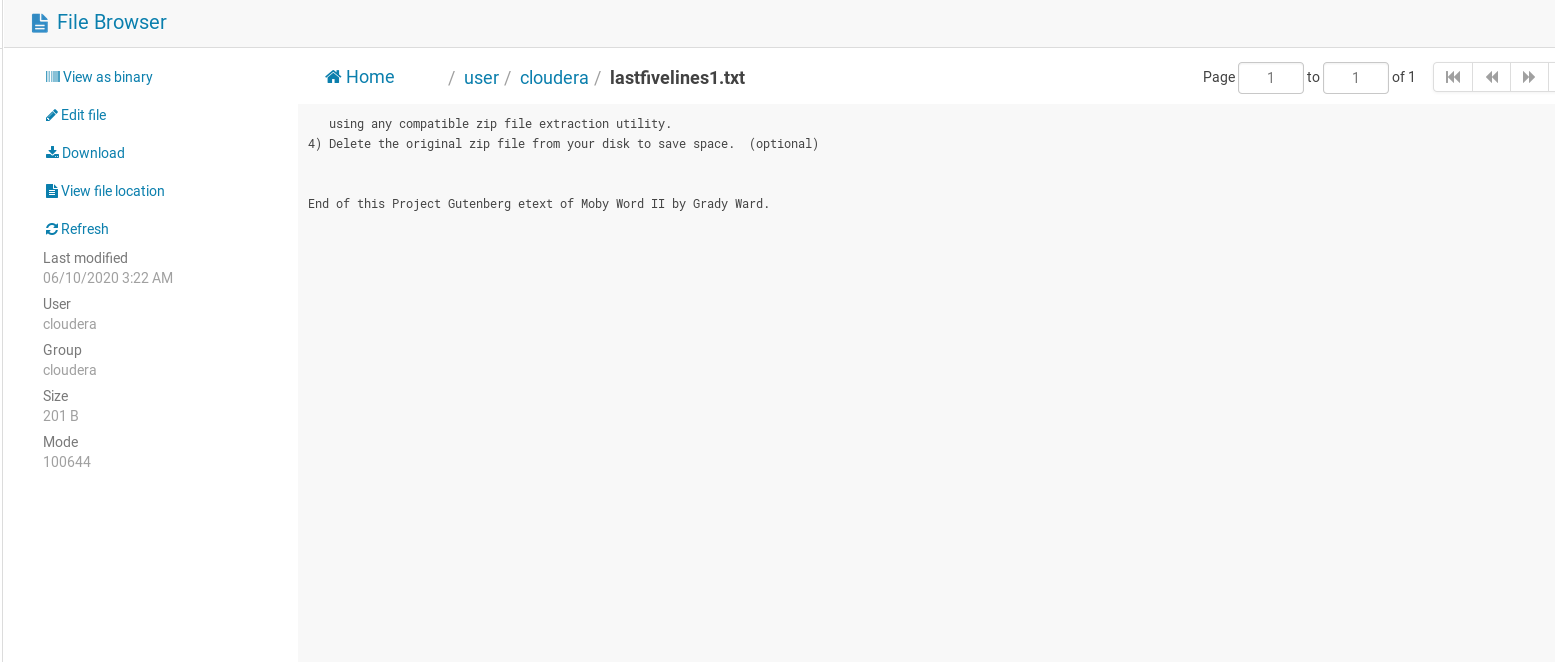 File Browser
View as binary
Edit file
Download
View file location
Refresh
Last modified
06/10/2020 3:22 AM
User
cloudera
Group
cloudera
Size
201 B
Mode
100644
Home / user / cloudera / lastfivelines1.txt
Page 1 to 1 of 1
   using any compatible zip file extraction utility.
4) Delete the original zip file from your disk to save space.  (optional)
End of this Project Gutenberg etext of Moby Word II by Grady Ward.